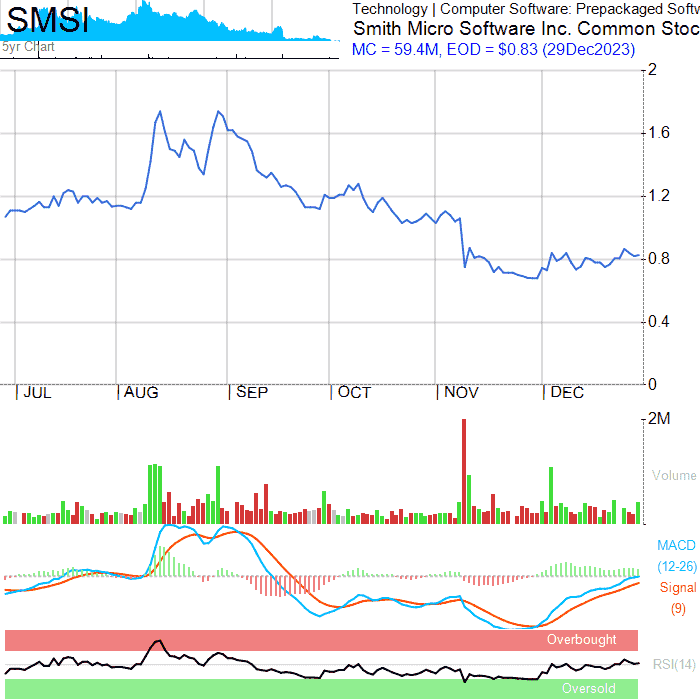 SMSI
5yr Chart
Technology | Computer Software: Prepackaged Softw
Smith Micro Software Inc. Common Stoc
MC = 59.4M, EOD = $0.83 (29Dec2023)
2
1.6
1.2
0.8
0.4
0
JUL AUG SEP OCT NOV DEC
2M
Volume
MACD
(12-26)
Signal
(9)
Overbought
RSI(14)
Oversold